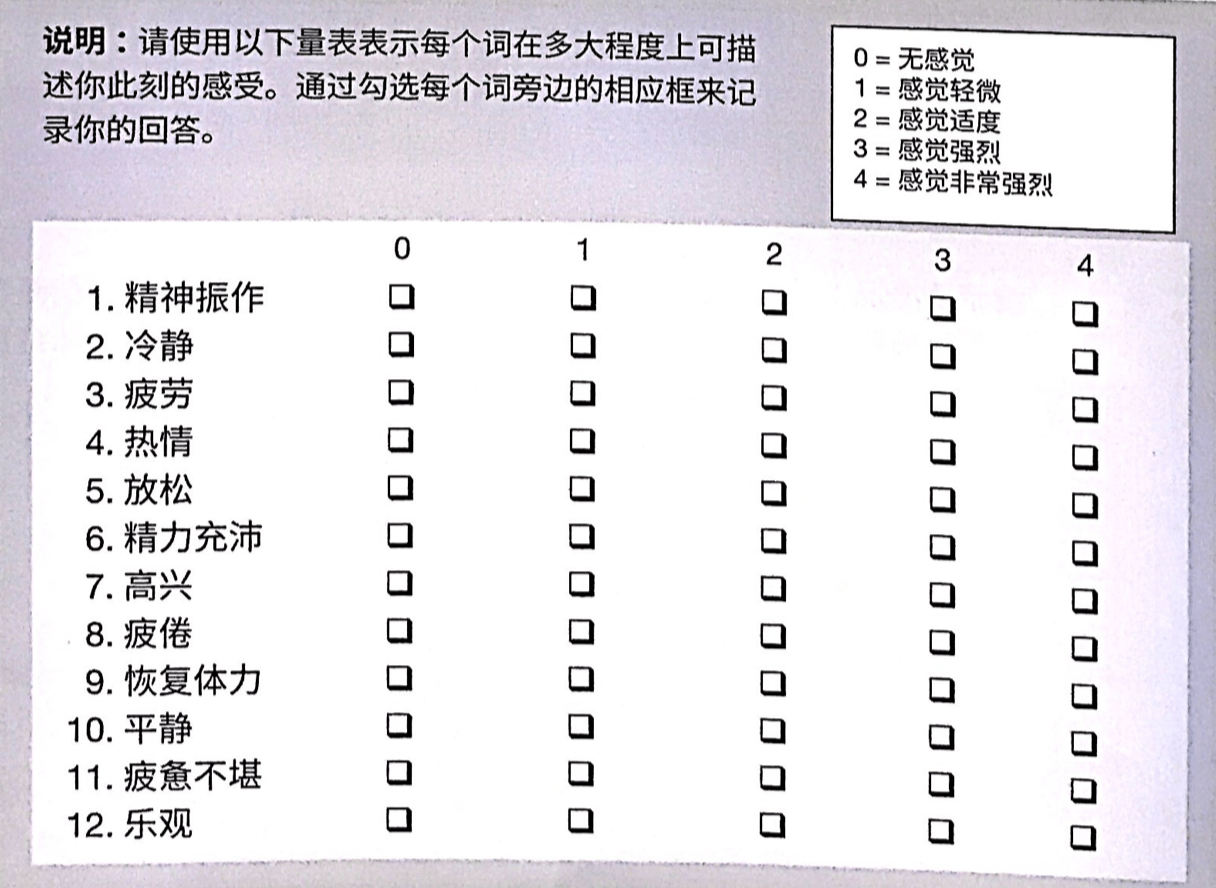 说明：请使用以下量表表示每个词在多大程度上可描
述你此刻的感受。通过勾选每个词旁边的相应框来记
录你的回答。
0 = 无感觉
1 = 感觉轻微
2 = 感觉适度
3 = 感觉强烈
4 = 感觉非常强烈
0 1 2 3 4
1. 精神振作
2. 冷静
3. 疲劳
4. 热情
5. 放松
6. 精力充沛
7. 高兴
8. 疲倦
9. 恢复体力
10. 平静
11. 疲惫不堪
12. 乐观